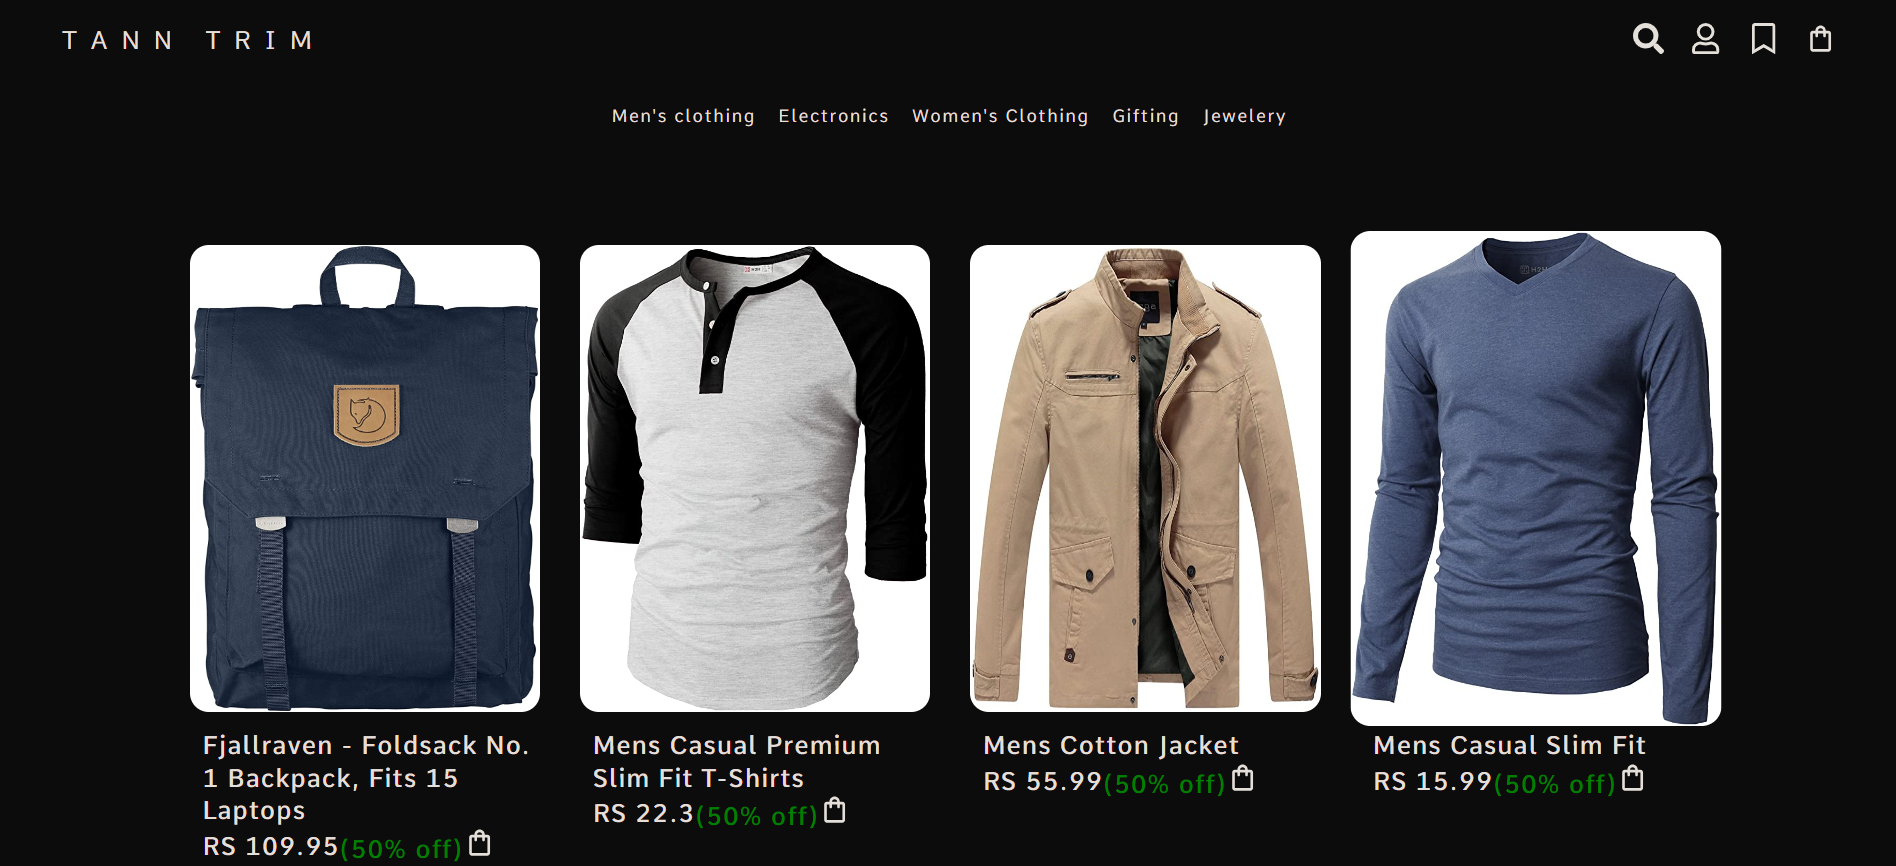 TANN TRIM
Men's clothing Electronics Women's Clothing Gifting Jewelery
H2H
H2H
Fjallraven - Foldsack No.
1 Backpack, Fits 15
Laptops
RS 109.95(50% off)
Mens Casual Premium
Slim Fit T-Shirts
RS 22.3(50% off)
Mens Cotton Jacket
RS 55.99(50% off)
Mens Casual Slim Fit
RS 15.99(50% off)